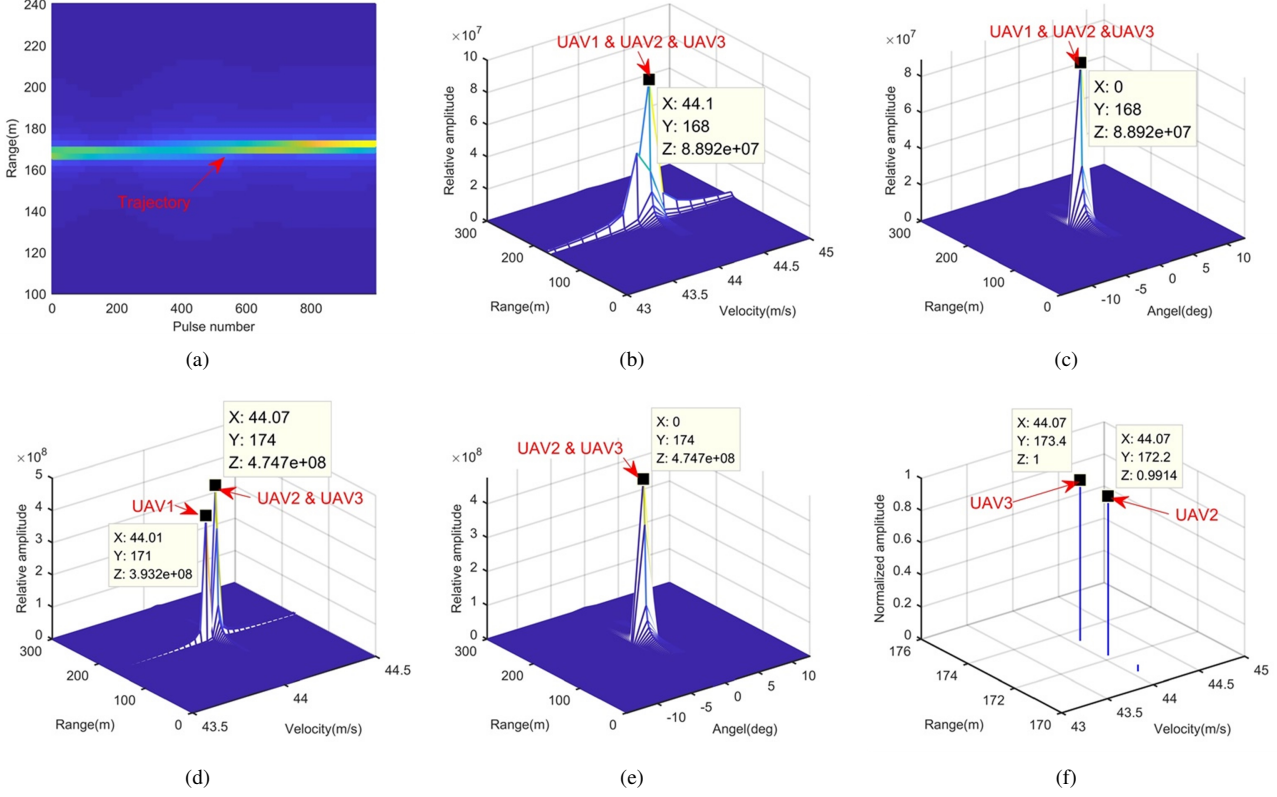 240
220
200
180
160
140
120
100
Range(m)
Trajectory
0
200
400
600
800
Pulse number
(a)
×10^7
UAV1 & UAV2 & UAV3
X: 44.1
Y: 168
Z: 8.892e+07
10
8
6
4
2
0
Relative amplitude
300
200
100
0
Range(m)
43
43.5
44
44.5
45
Velocity(m/s)
(b)
×10^7
UAV1 & UAV2 &UAV3
X: 0
Y: 168
Z: 8.892e+07
8
6
4
2
0
Relative amplitude
300
200
100
0
Range(m)
-10
-5
0
5
10
Angel(deg)
(c)
×10^8
X: 44.07
Y: 174
Z: 4.747e+08
UAV1
UAV2 & UAV3
X: 44.01
Y: 171
Z: 3.932e+08
5
4
3
2
1
0
Relative amplitude
300
200
100
0
Range(m)
43.5
44
44.5
Velocity(m/s)
(d)
×10^8
UAV2 & UAV3
X: 0
Y: 174
Z: 4.747e+08
5
4
3
2
1
0
Relative amplitude
300
200
100
0
Range(m)
-10
-5
0
5
10
Angel(deg)
(e)
X: 44.07
Y: 173.4
Z: 1
X: 44.07
Y: 172.2
Z: 0.9914
UAV3
UAV2
1
0.8
0.6
0.4
0.2
0
Normalized amplitude
176
174
172
170
Range(m)
43
43.5
44
44.5
45
Velocity(m/s)
(f)